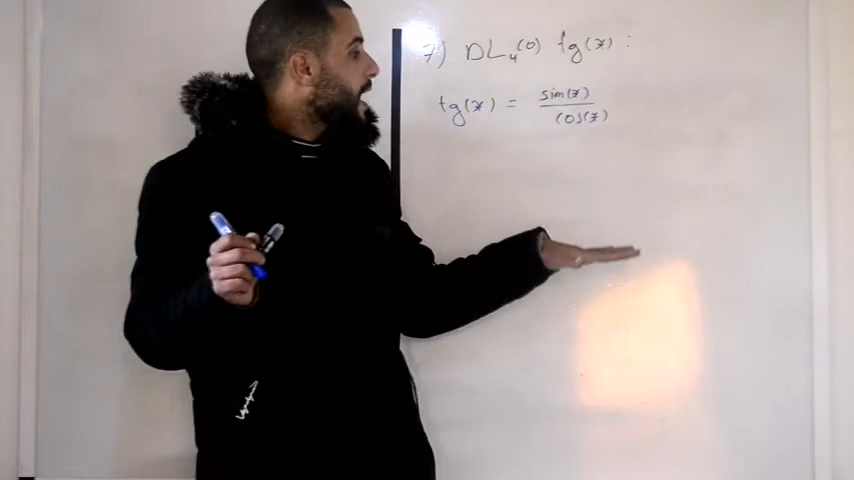 7) DL₄(0) tg(x) :
tg(x) = sin(x) / cos(x)